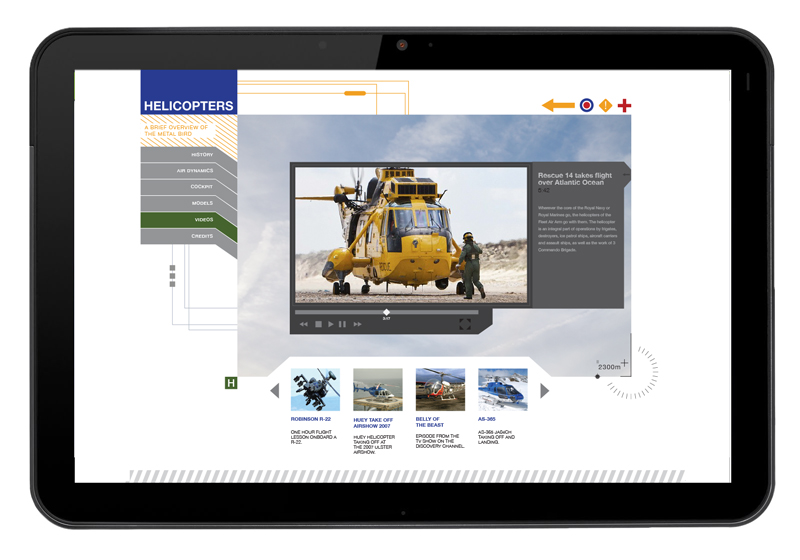 HELICOPTERS
A BRIEF OVERVIEW OF
THE METAL BIRD
HISTORY
AIR DYNAMICS
COCKPIT
MODELS
VIDEOS
CREDITS
Rescue 14 takes flight
over Atlantic Ocean
5:42
Wherever the men of the Royal Navy or
Royal Marines go, the helicopters of the
Fleet Air Arm go with them. The helicopter
is an integral part of operations by frigates,
destroyers, ice patrol ships, aircraft carriers
and assault ships, as well as the work of 3
Commando Brigade.
RESCUE
3:17
2300m
H
ROBINSON R-22
ONE HOUR FLIGHT
LESSON ONBOARD A
R-22.
HUEY TAKE OFF
AIRSHOW 2007
HUEY HELICOPTER
TAKING OFF AT
THE 2007 ULSTER
AIRSHOW.
BELLY OF
THE BEAST
EPISODE FROM THE
TV SHOW ON THE
DISCOVERY CHANNEL.
AS-365
TAKING OFF AND
LANDING.